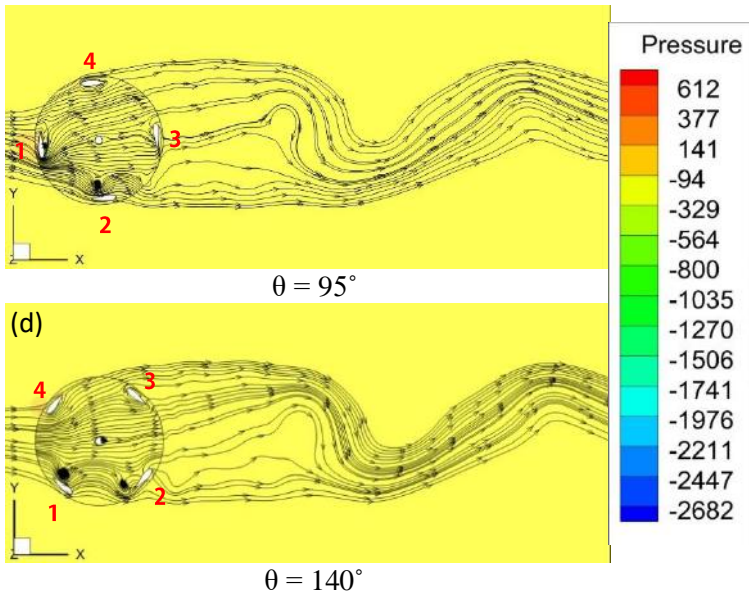 4
1
3
2
Y
Z
X
θ = 95˚
(d)
4
3
1
2
Y
Z
X
θ = 140˚
Pressure
612
377
141
-94
-329
-564
-800
-1035
-1270
-1506
-1741
-1976
-2211
-2447
-2682